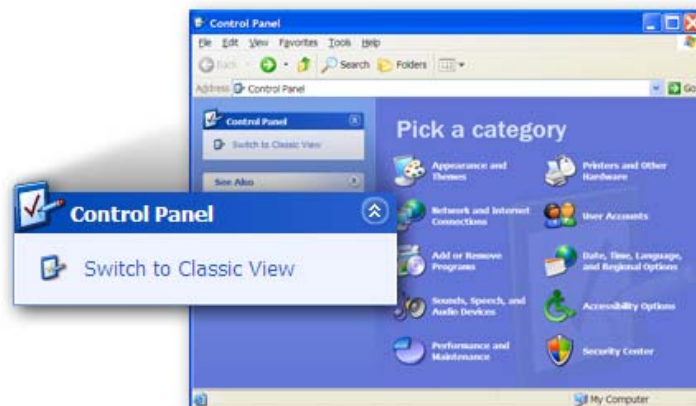 Control Panel
File Edit View Favorites Tools Help
Back Search Folders
Address Control Panel Go
Control Panel
Switch to Classic View
See Also
Control Panel
Switch to Classic View
Pick a category
Appearance and
Themes
Printers and Other
Hardware
Network and Internet
Connections
User Accounts
Add or Remove
Programs
Date, Time, Language,
and Regional Options
Sounds, Speech, and
Audio Devices
Accessibility Options
Performance and
Maintenance
Security Center
My Computer